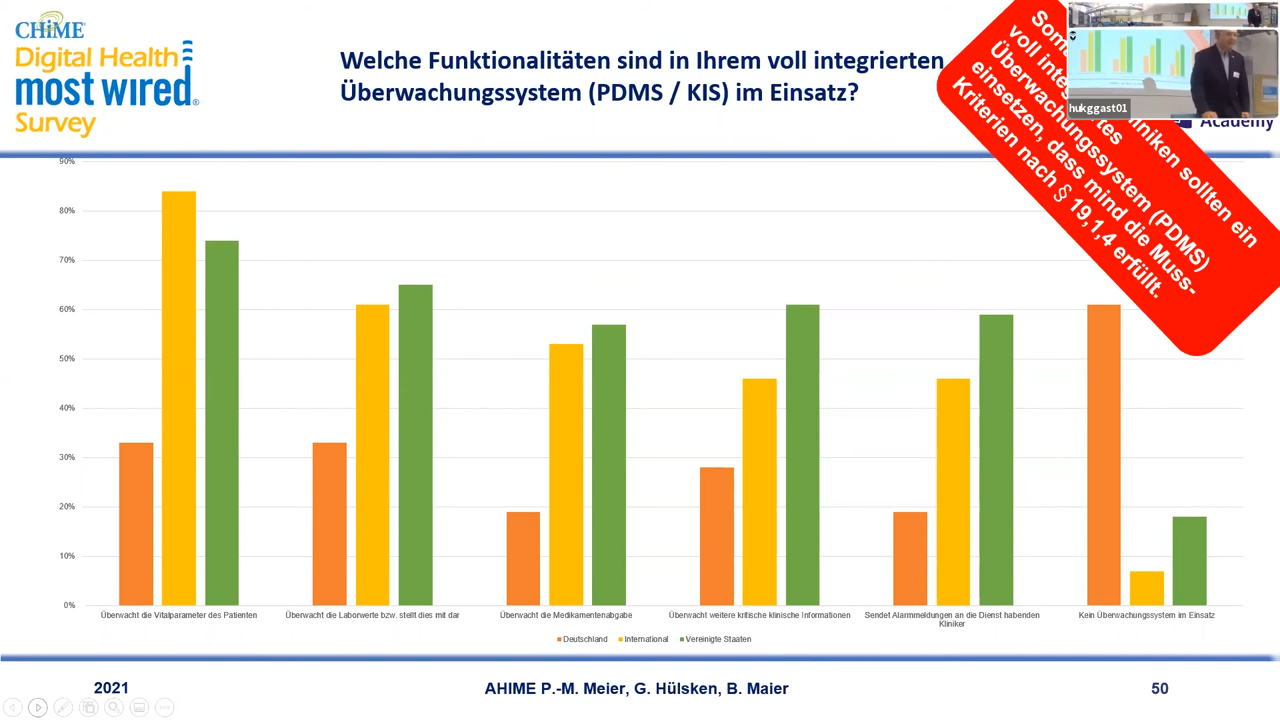 CHiME
Digital Health
most wired
Survey
Welche Funktionalitäten sind in Ihrem voll integrierten
Überwachungssystem (PDMS / KIS) im Einsatz?
hukggast01
Academy
voll
Kliniken sollten ein
Überwachungssystem (PDMS)
einsetzen, dass mind die Muss-
Kriterien nach § 19,1,4 erfüllt.
90%
80%
70%
60%
50%
40%
30%
20%
10%
0%
Überwacht die Vitalparameter des Patienten
Überwacht die Laborwerte bzw. stellt dies mit dar
Überwacht die Medikamentenabgabe
Überwacht weitere kritische klinische Informationen
Sendet Alarmmeldungen an die Dienst habenden
Kliniker
Kein Überwachungssystem im Einsatz
Deutschland International Vereinigte Staaten
2021
AHIME P.-M. Meier, G. Hülsken, B. Maier
50